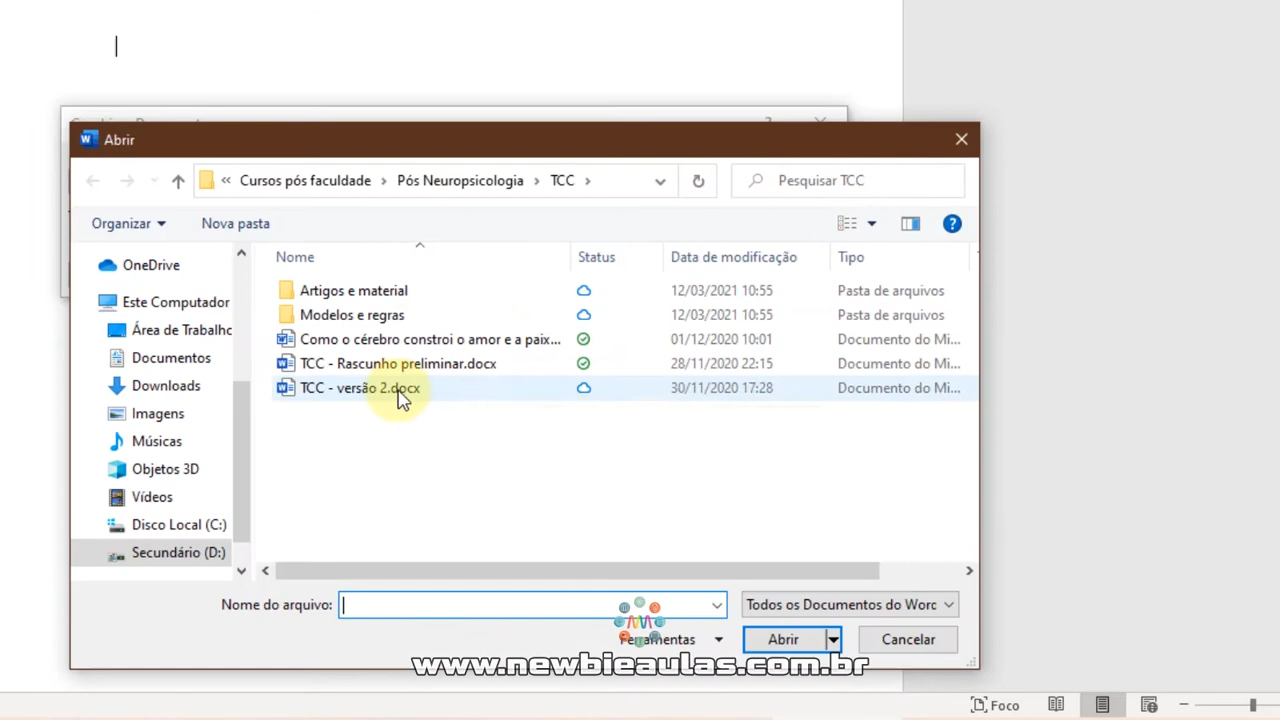 Abrir
« Cursos pós faculdade › Pós Neuropsicologia › TCC ›
Pesquisar TCC
Organizar
Nova pasta
Nome
Status
Data de modificação
Tipo
OneDrive
Este Computador
Área de Trabalhc
Documentos
Downloads
Imagens
Músicas
Objetos 3D
Vídeos
Disco Local (C:)
Secundário (D:)
Artigos e material 12/03/2021 10:55 Pasta de arquivos
Modelos e regras 12/03/2021 10:55 Pasta de arquivos
Como o cérebro constroi o amor e a paix... 01/12/2020 10:01 Documento do Mi...
TCC - Rascunho preliminar.docx 28/11/2020 22:15 Documento do Mi...
TCC - versão 2.docx 30/11/2020 17:28 Documento do Mi...
Nome do arquivo:
Todos os Documentos do Worc
Ferramentas
Abrir
Cancelar
www.newbieaulas.com.br
Foco